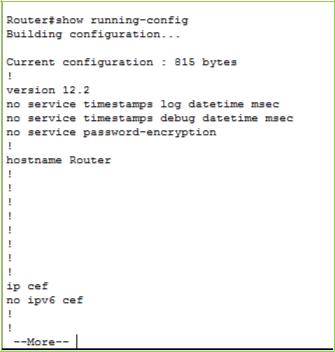 Router#show running-config
Building configuration...
Current configuration : 815 bytes
!
version 12.2
no service timestamps log datetime msec
no service timestamps debug datetime msec
no service password-encryption
!
hostname Router
!
!
!
!
!
!
!
!
ip cef
no ipv6 cef
!
!
--More--